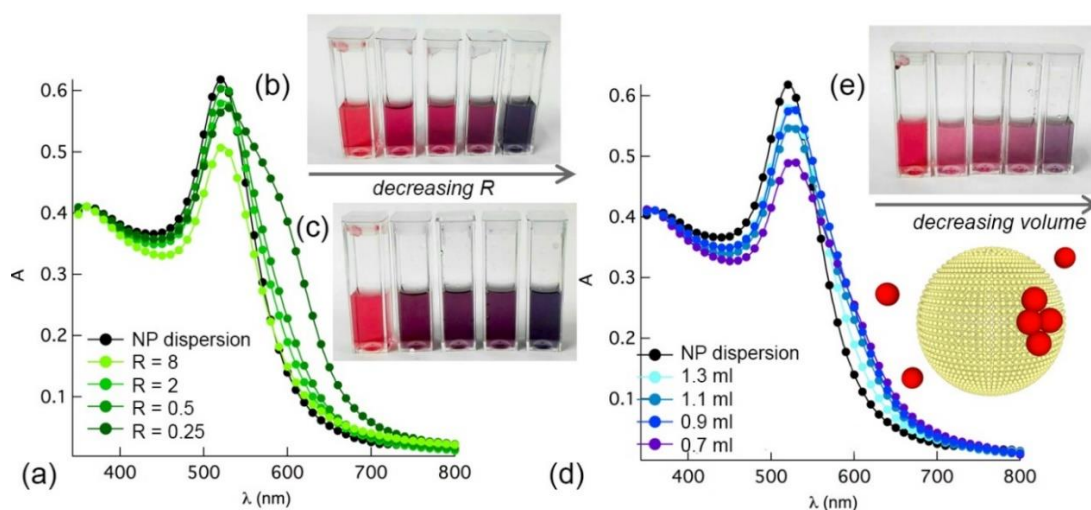 0.6
0.5
0.4
0.3
0.2
0.1
A
NP dispersion
R = 8
R = 2
R = 0.5
R = 0.25
400
500
600
700
800
λ (nm)
(a)
(b)
decreasing R
(c)
0.6
0.5
0.4
0.3
0.2
0.1
A
NP dispersion
1.3 ml
1.1 ml
0.9 ml
0.7 ml
400
500
600
700
800
λ (nm)
(d)
(e)
decreasing volume